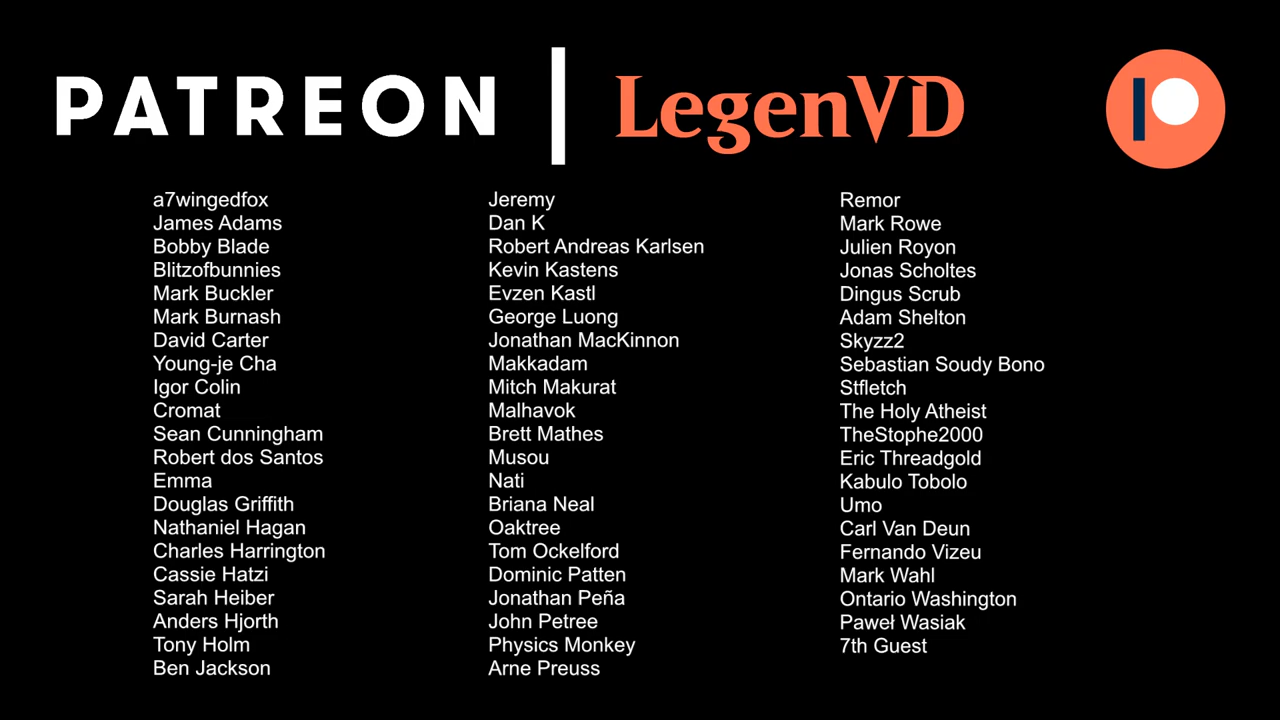 PATREON | LegenVD
a7wingedfox
James Adams
Bobby Blade
Blitzofbunnies
Mark Buckler
Mark Burnash
David Carter
Young-je Cha
Igor Colin
Cromat
Sean Cunningham
Robert dos Santos
Emma
Douglas Griffith
Nathaniel Hagan
Charles Harrington
Cassie Hatzi
Sarah Heiber
Anders Hjorth
Tony Holm
Ben Jackson
Jeremy
Dan K
Robert Andreas Karlsen
Kevin Kastens
Evzen Kastl
George Luong
Jonathan MacKinnon
Makkadam
Mitch Makurat
Malhavok
Brett Mathes
Musou
Nati
Briana Neal
Oaktree
Tom Ockelford
Dominic Patten
Jonathan Peña
John Petree
Physics Monkey
Arne Preuss
Remor
Mark Rowe
Julien Royon
Jonas Scholtes
Dingus Scrub
Adam Shelton
Skyzz2
Sebastian Soudy Bono
Stfletch
The Holy Atheist
TheStophe2000
Eric Threadgold
Kabulo Tobolo
Umo
Carl Van Deun
Fernando Vizeu
Mark Wahl
Ontario Washington
Paweł Wasiak
7th Guest